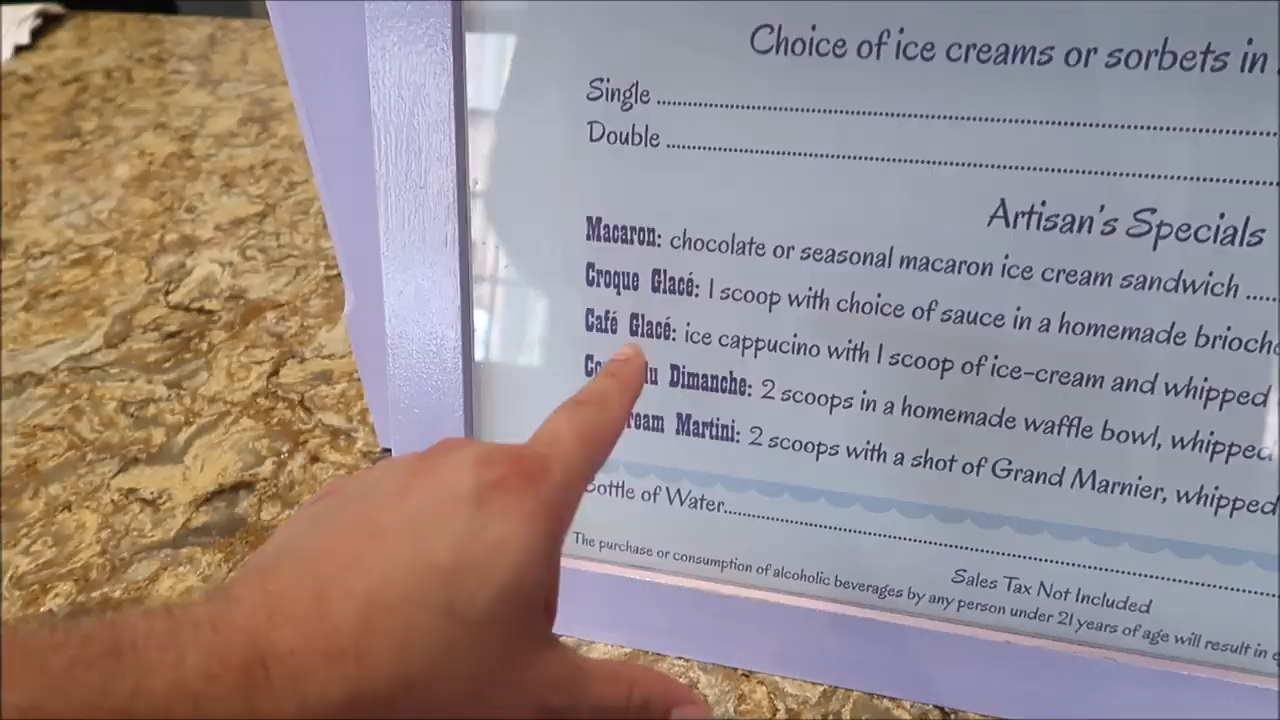 Choice of ice creams or sorbets in
Single
Double
Artisan's Specials
Macaron: chocolate or seasonal macaron ice cream sandwich
Croque Glacé: 1 scoop with choice of sauce in a homemade
Café Glacé: ice cappucino with 1 scoop of ice-cream and whipped
Dimanche: 2 scoops in a homemade waffle bowl, whipped
Martini: 2 scoops with a shot of Grand Marnier, whipped
Bottle of Water
Sales Tax Not Included
The purchase or consumption of alcoholic beverages by any person under 21 years of age will result in